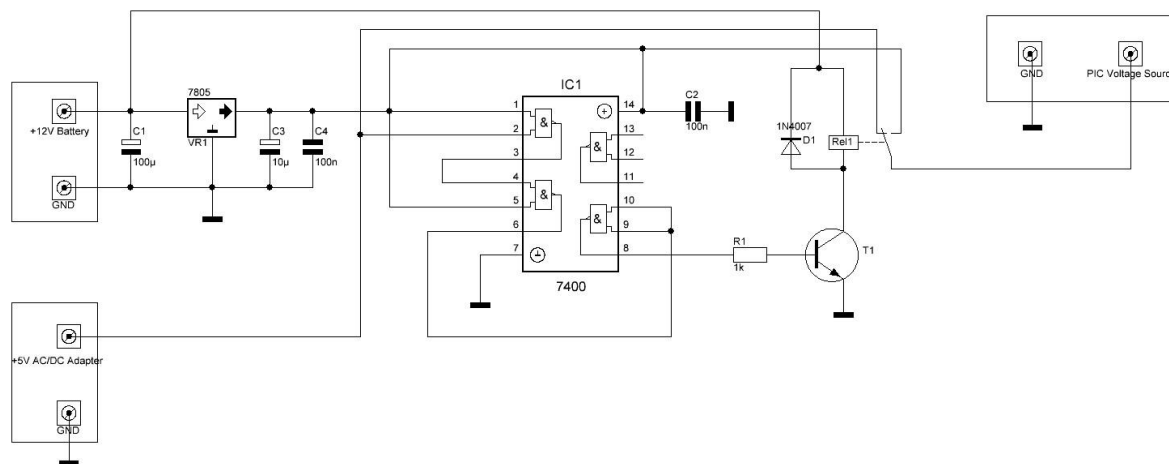 +12V Battery
GND
C1
100µ
7805
VR1
C3
10µ
C4
100n
IC1
1
2
3
4
5
6
7
14
13
12
11
10
9
8
&
&
&
&
7400
C2
100n
1N4007
D1
Rel1
R1
1k
T1
GND
PIC Voltage Sourc
+5V AC/DC Adapter
GND